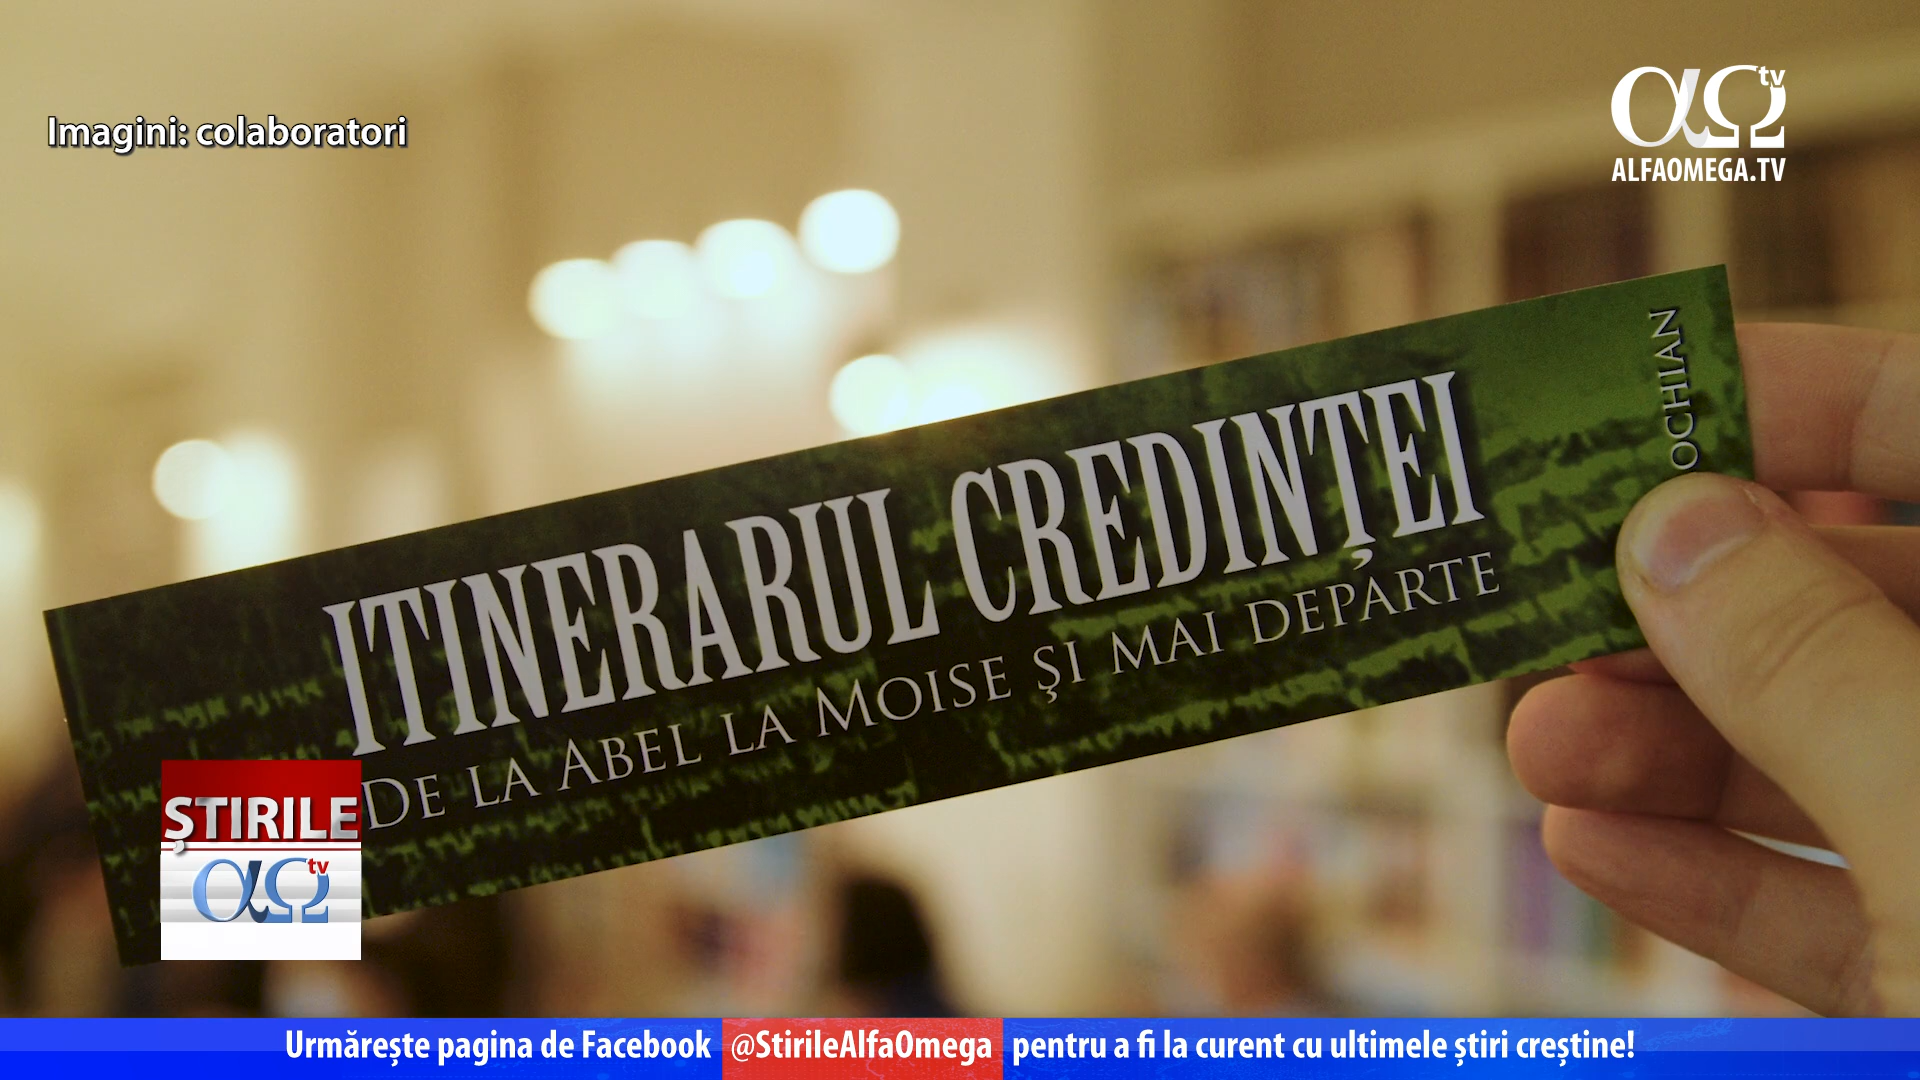 Imagini: colaboratori
αΩ tv
ALFAOMEGA.TV
OCHIAN
ITINERARUL CREDINȚEI
DE LA ABEL LA MOISE ŞI MAI DEPARTE
ȘTIRILE
αΩ tv
Urmărește pagina de Facebook @StirileAlfaOmega pentru a fi la curent cu ultimele știri creștine!